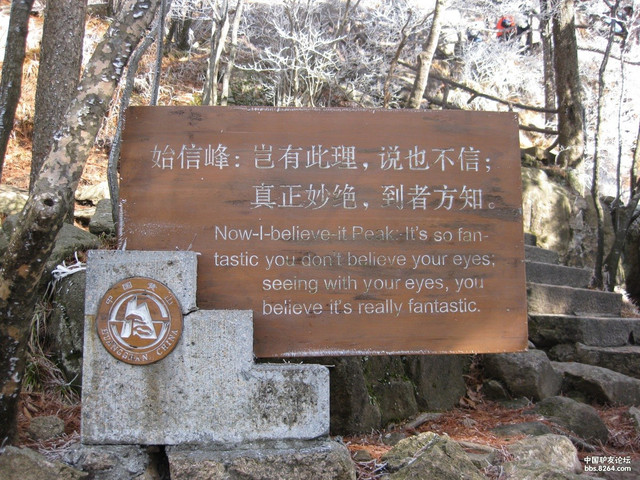 始信峰：岂有此理，说也不信；
真正妙绝，到者方知。
Now-I-believe-it Peak: It's so fan-
tastic you don't believe your eyes;
seeing with your eyes, you
believe it's really fantastic.
中国黄山
HUANGSHAN, CHINA
中国驴友论坛
bbs.8264.com